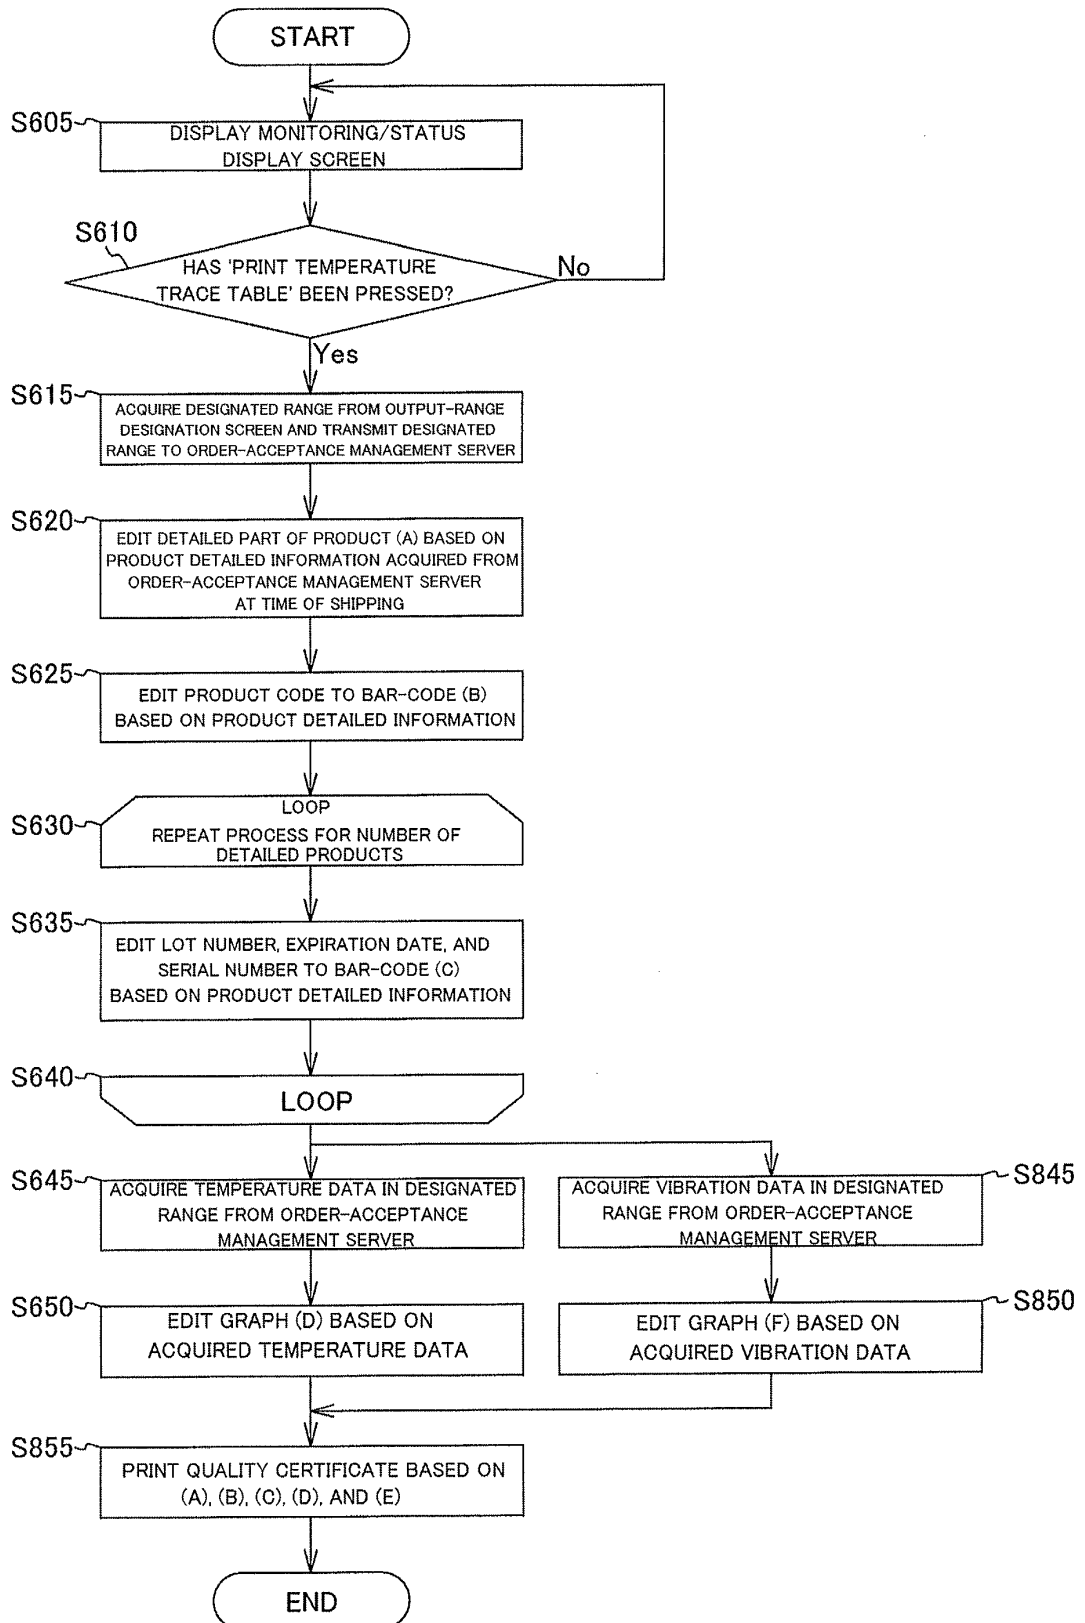 START
S605
DISPLAY MONITORING/STATUS
DISPLAY SCREEN
S610
HAS 'PRINT TEMPERATURE
TRACE TABLE' BEEN PRESSED?
No
Yes
S615
ACQUIRE DESIGNATED RANGE FROM OUTPUT-RANGE
DESIGNATION SCREEN AND TRANSMIT DESIGNATED
RANGE TO ORDER-ACCEPTANCE MANAGEMENT SERVER
S620
EDIT DETAILED PART OF PRODUCT (A) BASED ON
PRODUCT DETAILED INFORMATION ACQUIRED FROM
ORDER-ACCEPTANCE MANAGEMENT SERVER
AT TIME OF SHIPPING
S625
EDIT PRODUCT CODE TO BAR-CODE (B)
BASED ON PRODUCT DETAILED INFORMATION
S630
LOOP
REPEAT PROCESS FOR NUMBER OF
DETAILED PRODUCTS
S635
EDIT LOT NUMBER, EXPIRATION DATE, AND
SERIAL NUMBER TO BAR-CODE (C)
BASED ON PRODUCT DETAILED INFORMATION
S640
LOOP
S645
ACQUIRE TEMPERATURE DATA IN DESIGNATED
RANGE FROM ORDER-ACCEPTANCE
MANAGEMENT SERVER
S845
ACQUIRE VIBRATION DATA IN DESIGNATED
RANGE FROM ORDER-ACCEPTANCE
MANAGEMENT SERVER
S650
EDIT GRAPH (D) BASED ON
ACQUIRED TEMPERATURE DATA
S850
EDIT GRAPH (F) BASED ON
ACQUIRED VIBRATION DATA
S855
PRINT QUALITY CERTIFICATE BASED ON
(A), (B), (C), (D), AND (E)
END